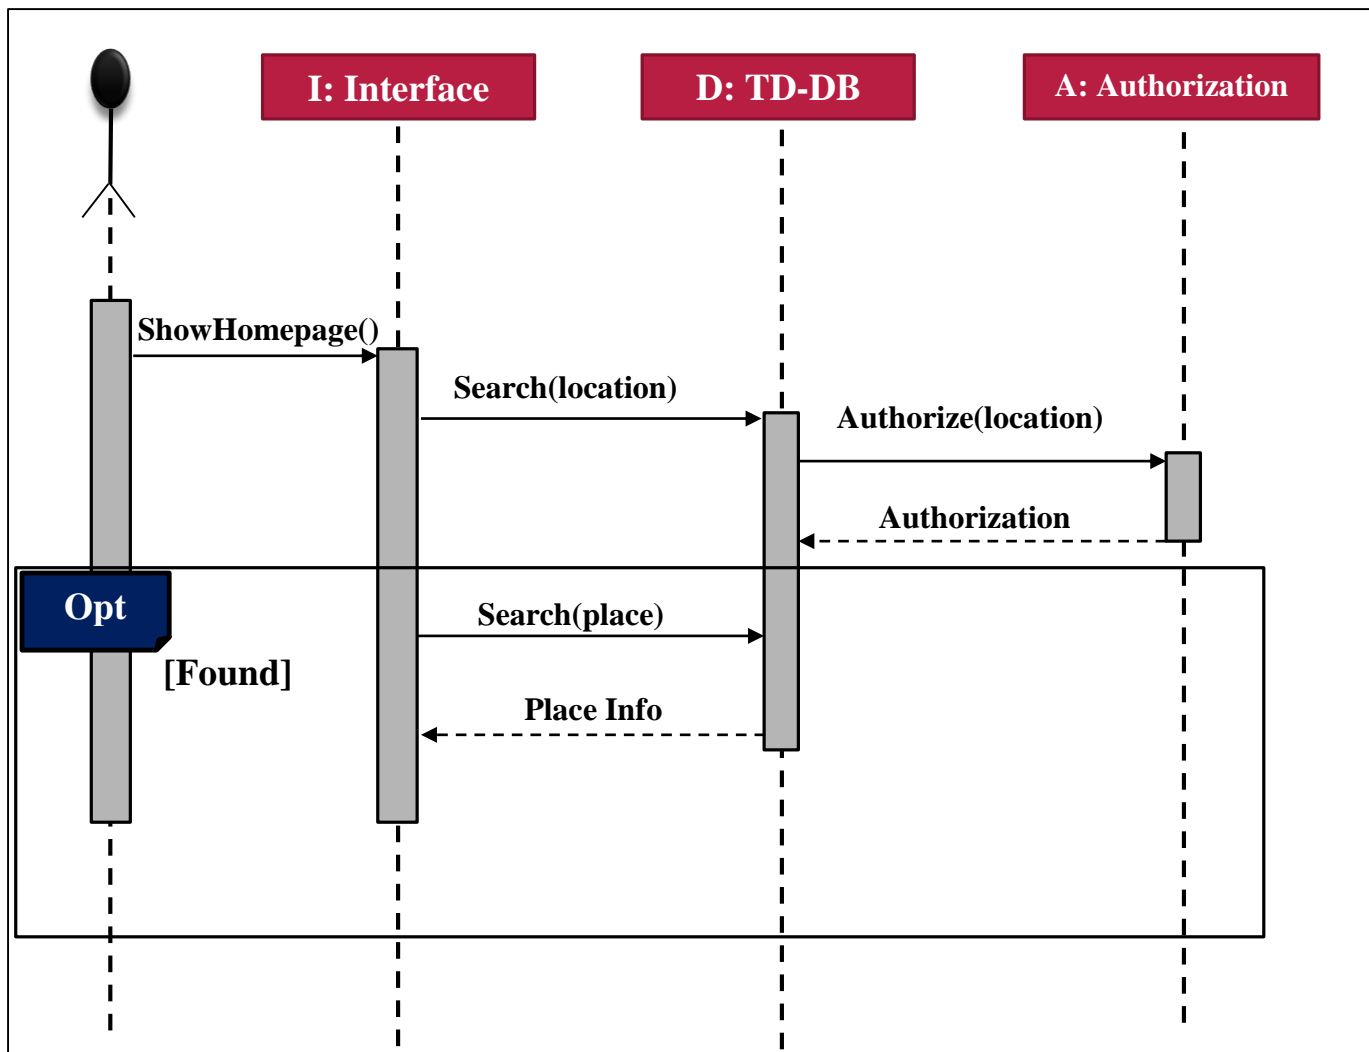 I: Interface
D: TD-DB
A: Authorization
ShowHomepage()
Search(location)
Authorize(location)
Authorization
Opt
Search(place)
[Found]
Place Info